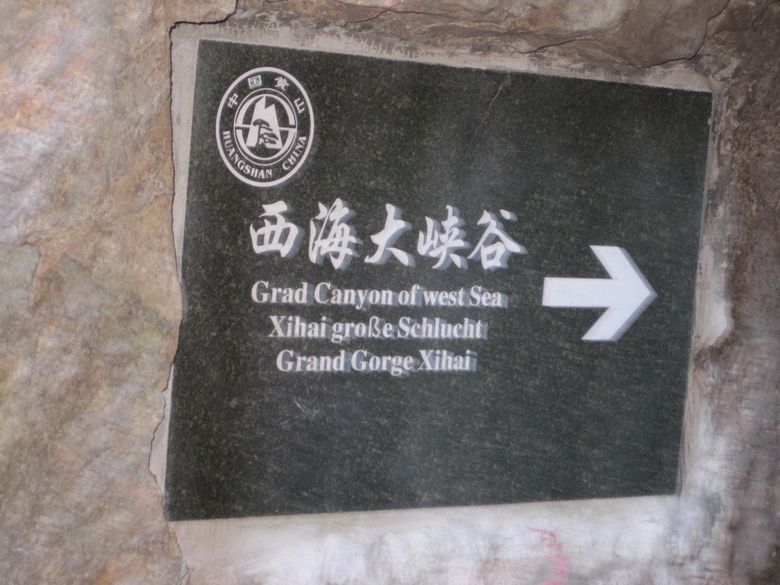 中国黄山
HUANGSHAN CHINA
西海大峡谷
Grad Canyon of west Sea
Xihai große Schlucht
Grand Gorge Xihai